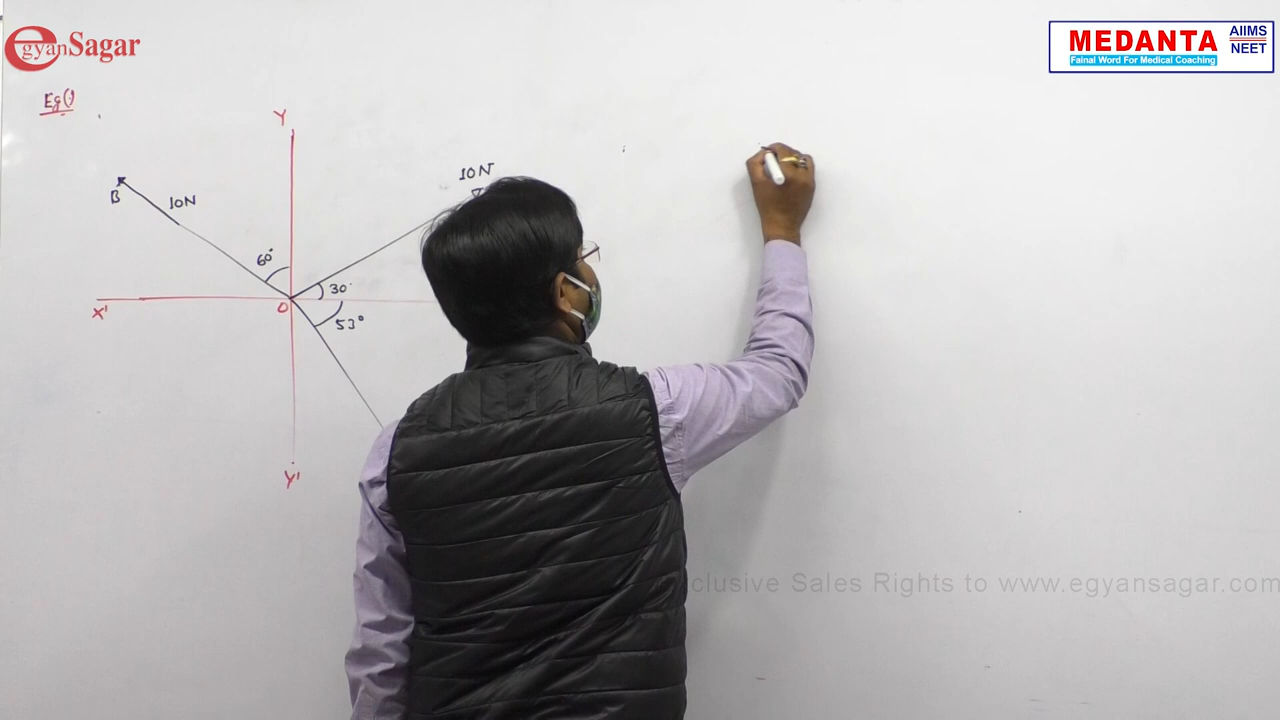 egyanSagar
MEDANTA
Fainal Word For Medical Coaching
AIIMS
NEET
Eg(1)
Y
10N
B
10N
60°
30°
X'
O
53°
Y'
clusive Sales Rights to www.egyansagar.com